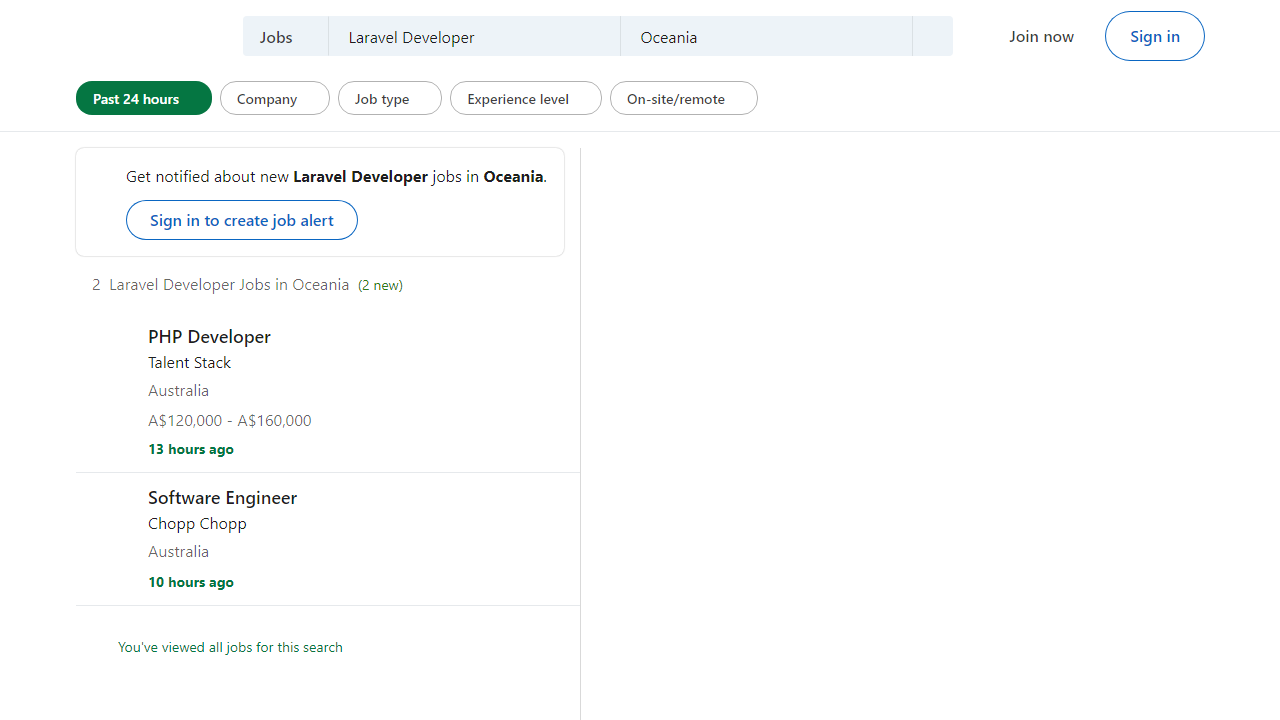 Jobs
Laravel Developer
Oceania
Join now
Sign in
Past 24 hours
Company
Job type
Experience level
On-site/remote
Get notified about new Laravel Developer jobs in Oceania.
Sign in to create job alert
2 Laravel Developer Jobs in Oceania (2 new)
PHP Developer
Talent Stack
Australia
A$120,000 - A$160,000
13 hours ago
Software Engineer
Chopp Chopp
Australia
10 hours ago
You've viewed all jobs for this search